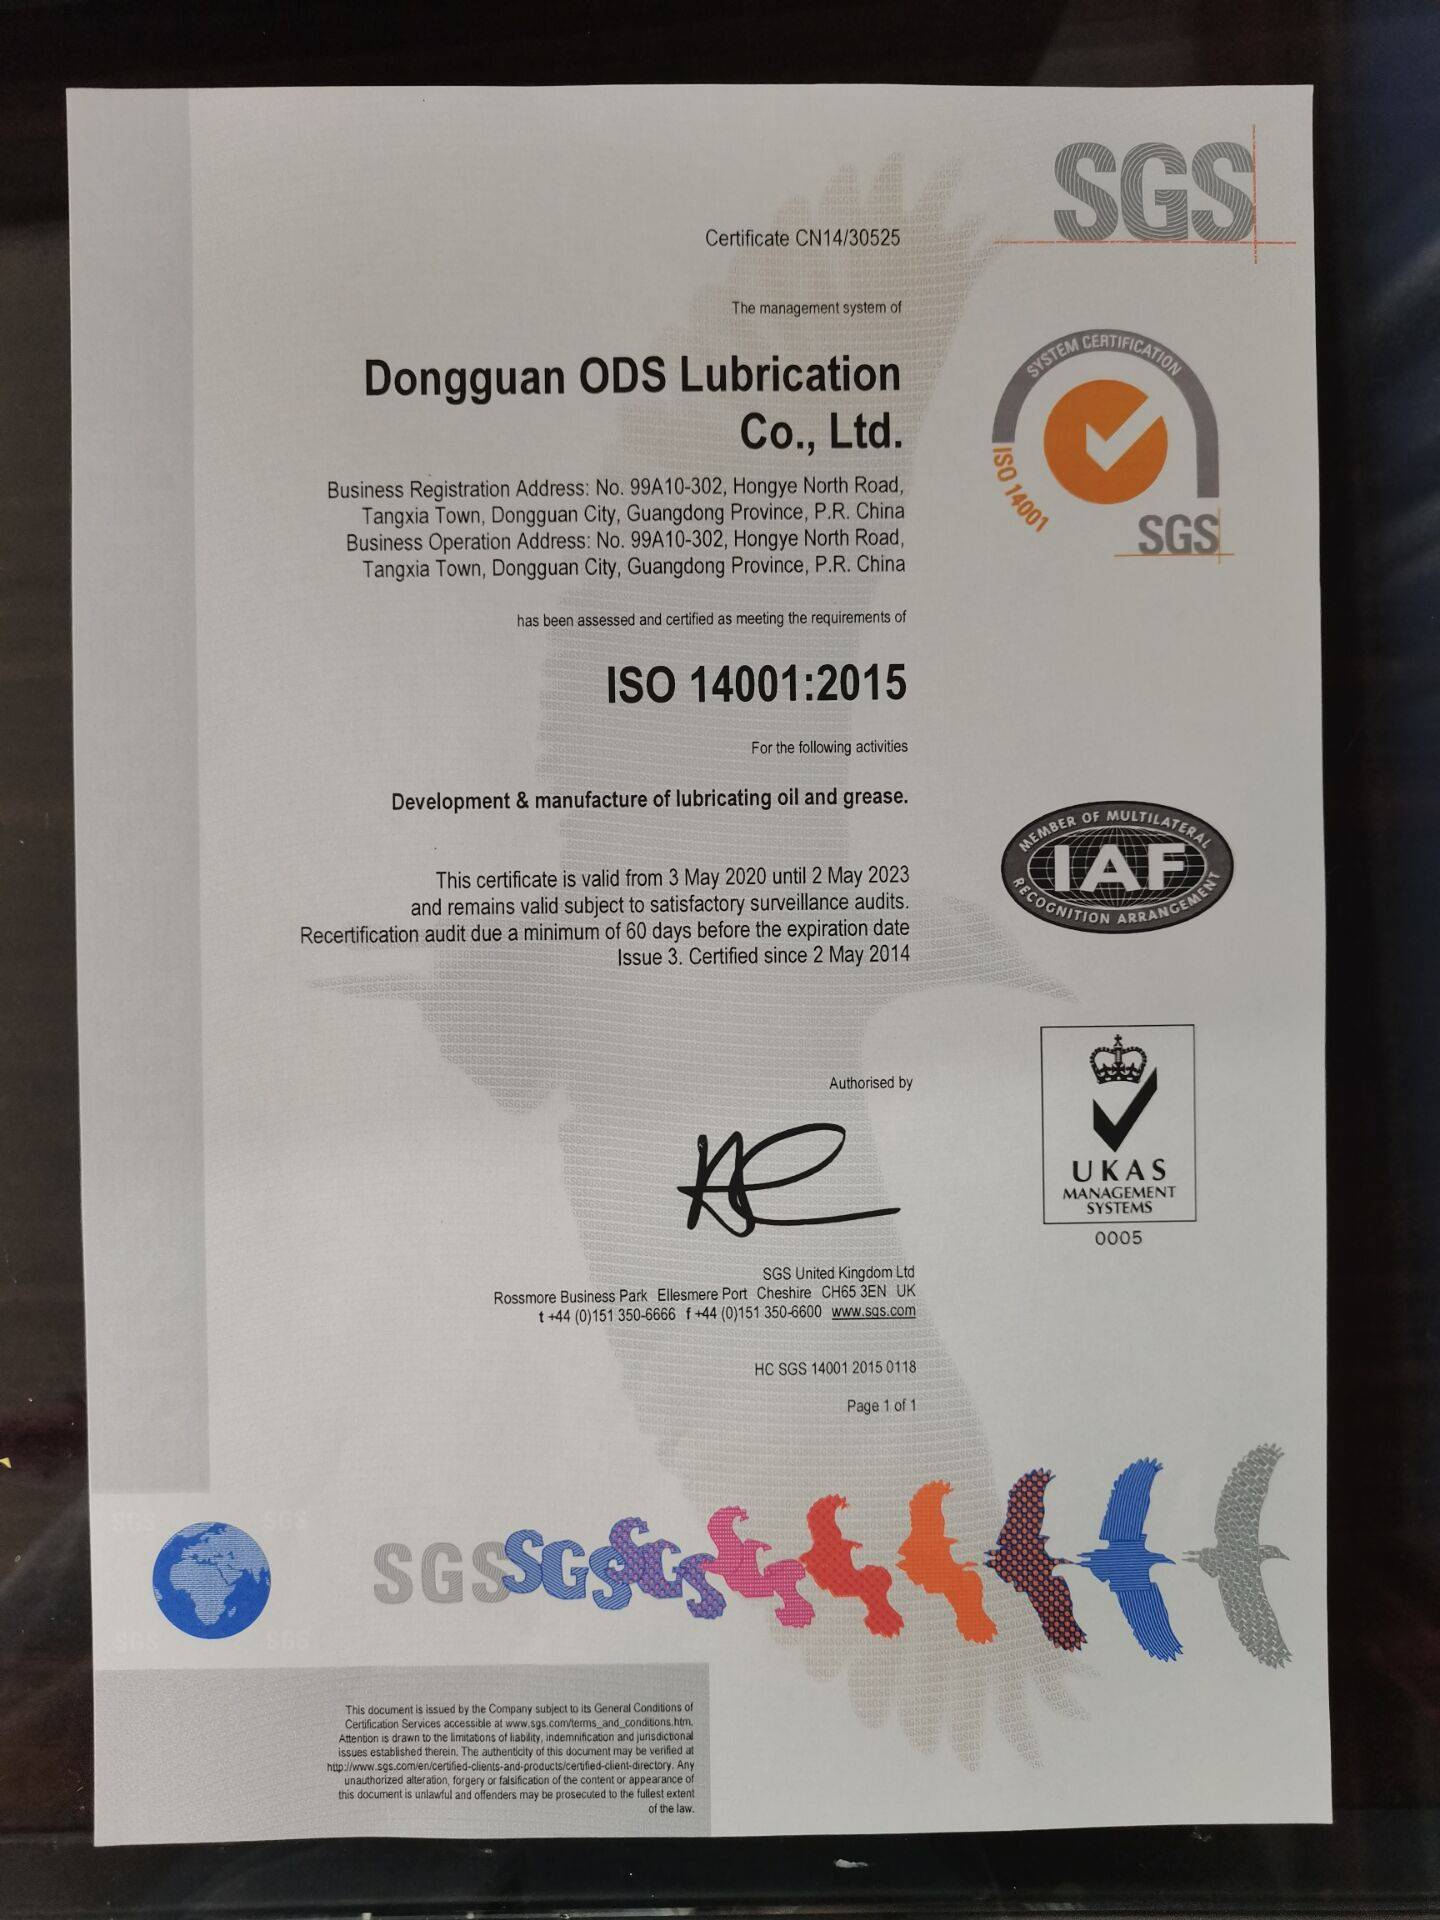 SGS
Certificate CN14/30525
The management system of
Dongguan ODS Lubrication
Co., Ltd.
SYSTEM CERTIFICATION
ISO 14001
SGS
Business Registration Address: No. 99A10-302, Hongye North Road,
Tangxia Town, Dongguan City, Guangdong Province, P.R. China
Business Operation Address: No. 99A10-302, Hongye North Road,
Tangxia Town, Dongguan City, Guangdong Province, P.R. China
has been assessed and certified as meeting the requirements of
ISO 14001:2015
For the following activities
Development & manufacture of lubricating oil and grease.
MEMBER OF MULTILATERAL
IAF
RECOGNITION ARRANGEMENT
This certificate is valid from 3 May 2020 until 2 May 2023
and remains valid subject to satisfactory surveillance audits.
Recertification audit due a minimum of 60 days before the expiration date
Issue 3. Certified since 2 May 2014
Authorised by
UKAS
MANAGEMENT
SYSTEMS
0005
SGS United Kingdom Ltd
Rossmore Business Park Ellesmere Port Cheshire CH65 3EN UK
t +44 (0)151 350-6666 f +44 (0)151 350-6600 www.sgs.com
HC SGS 14001 2015 0118
Page 1 of 1
SGS SGS SGS
This document is issued by the Company subject to its General Conditions of
Certification Services accessible at www.sgs.com/terms_and_conditions.htm.
Attention is drawn to the limitations of liability, indemnification and jurisdictional
issues established therein. The authenticity of this document may be verified at
http://www.sgs.com/en/certified-clients-and-products/certified-client-directory. Any
unauthorized alteration, forgery or falsification of the content or appearance of
this document is unlawful and offenders may be prosecuted to the fullest extent
of the law.